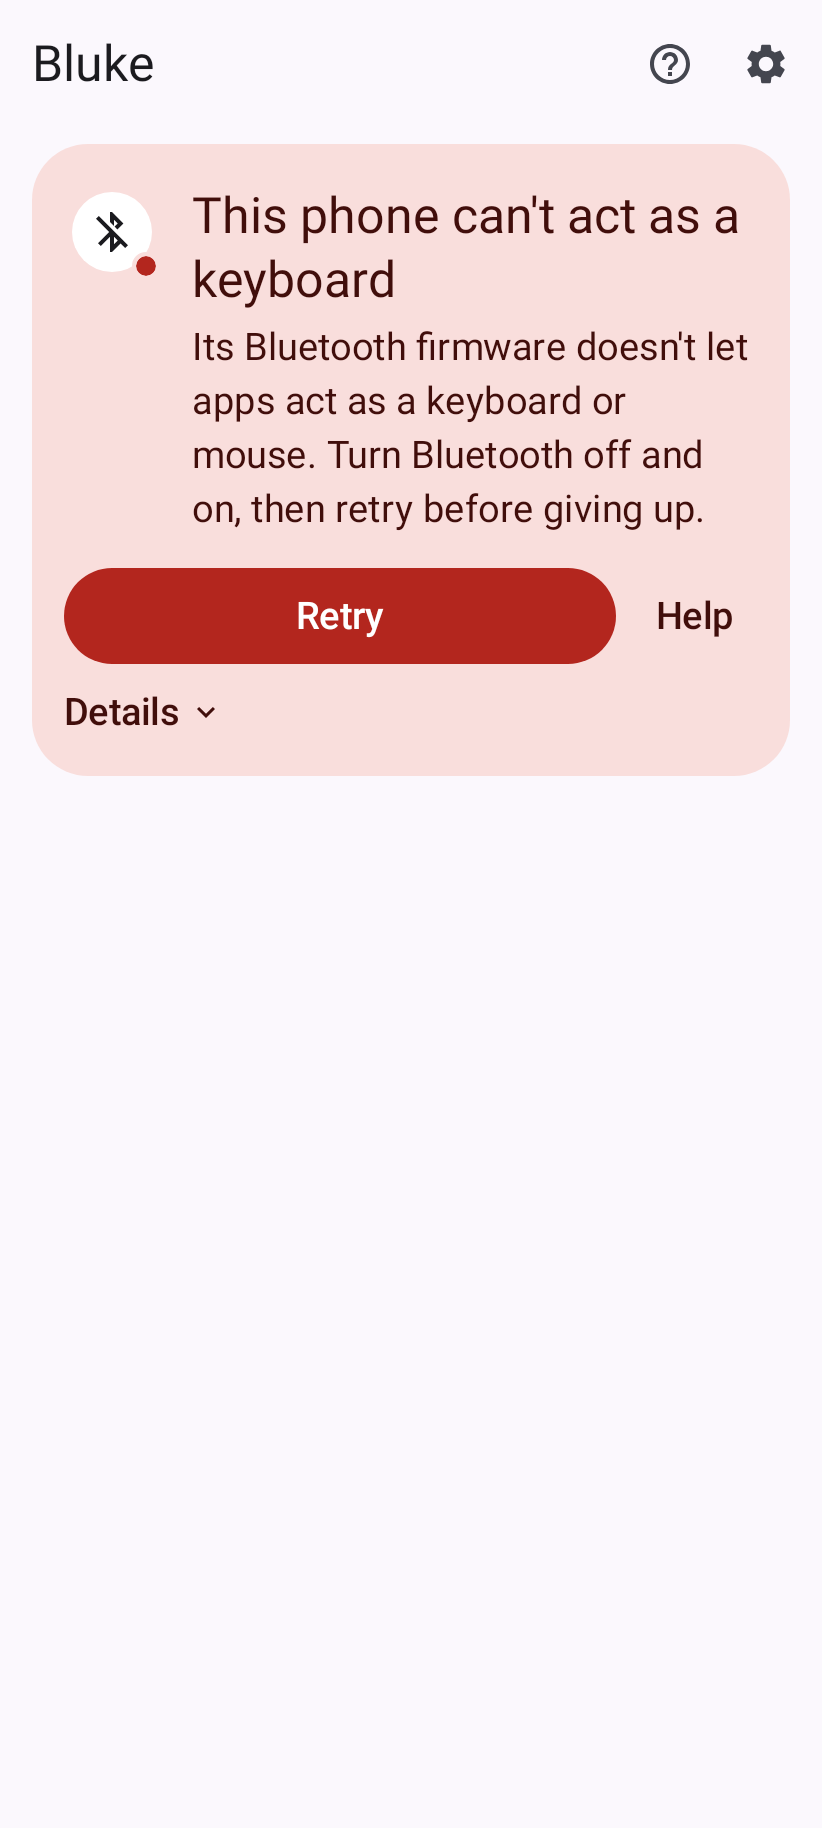 Bluke
This phone can't act as a
keyboard
Its Bluetooth firmware doesn't let
apps act as a keyboard or
mouse. Turn Bluetooth off and
on, then retry before giving up.
Retry
Help
Details